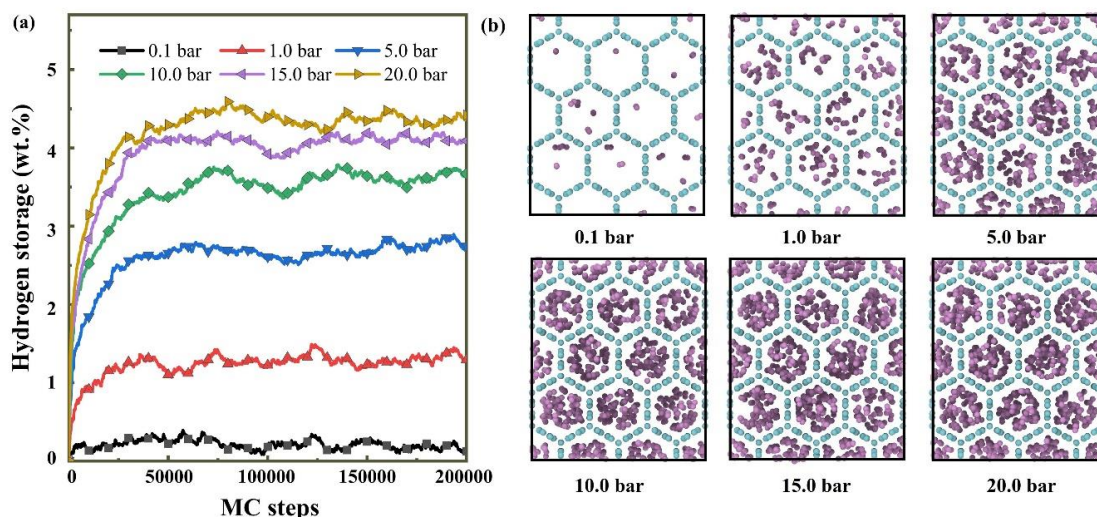 (a)
Hydrogen storage (wt.%)
5
4
3
2
1
0
0.1 bar 1.0 bar 5.0 bar
10.0 bar 15.0 bar 20.0 bar
0 50000 100000 150000 200000
MC steps
(b)
0.1 bar 1.0 bar 5.0 bar
10.0 bar 15.0 bar 20.0 bar